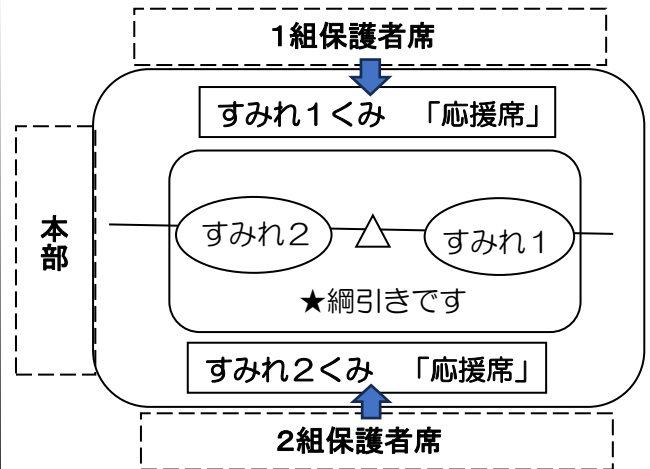 1組保護者席
すみれ1くみ　「応援席」
本部
すみれ2
すみれ1
★綱引きです
すみれ2くみ　「応援席」
2組保護者席